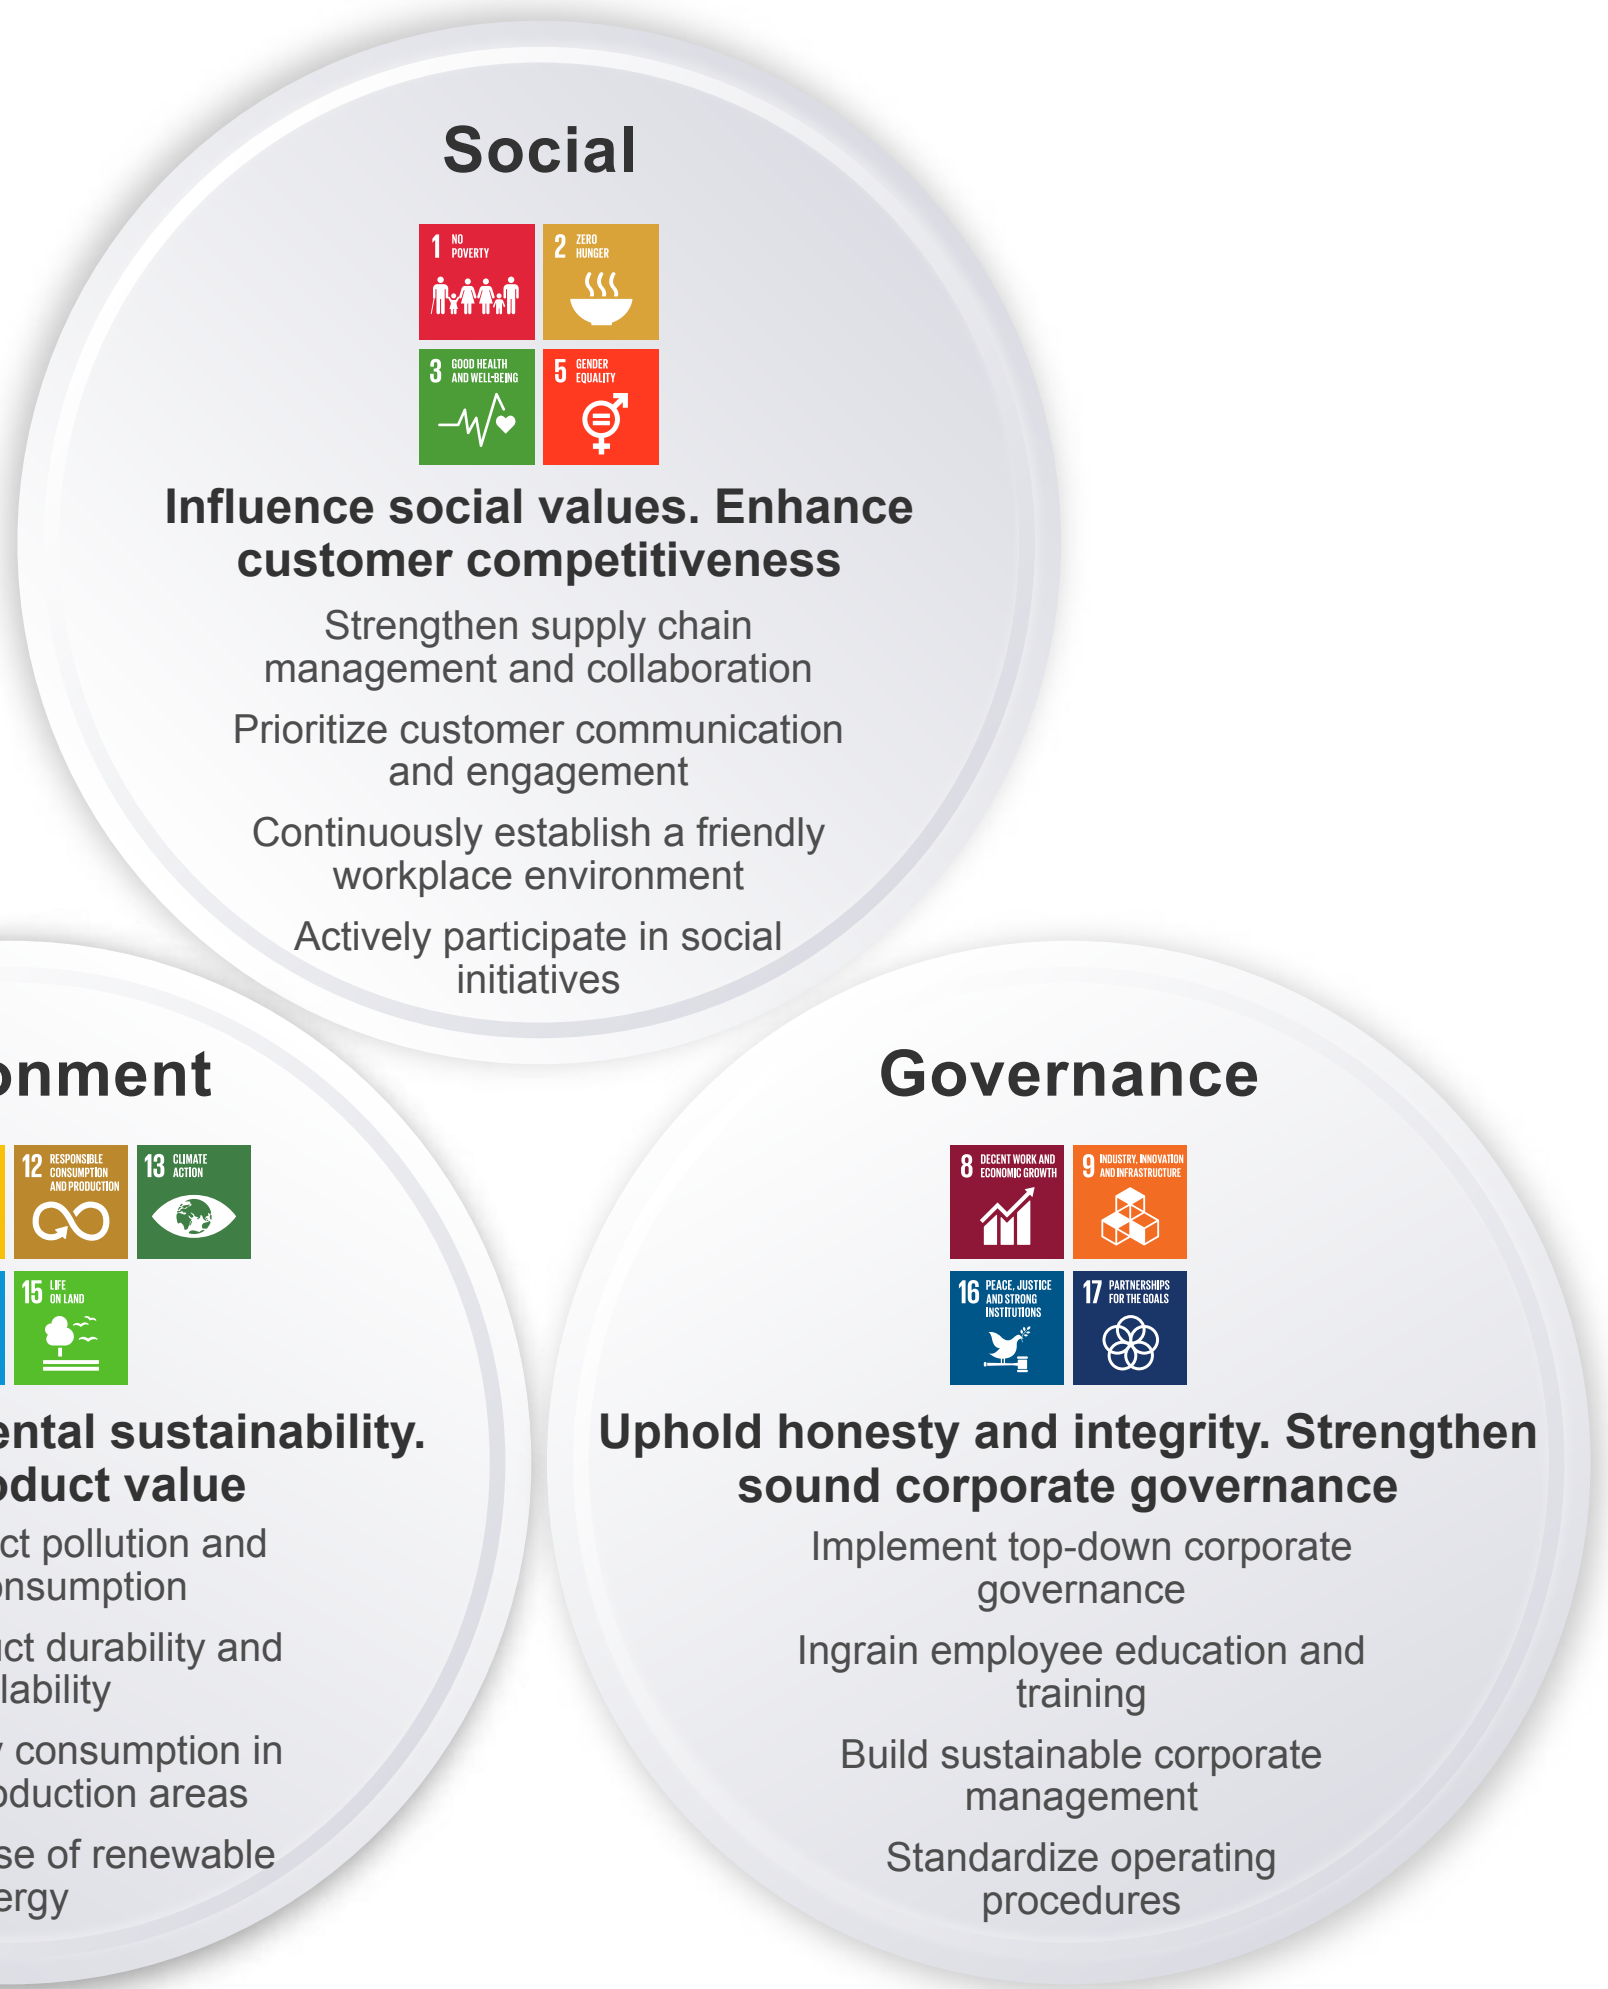 Social
1 NO
POVERTY
2 ZERO
HUNGER
3 GOOD HEALTH
AND WELL-BEING
5 GENDER
EQUALITY
Influence social values. Enhance
customer competitiveness
Strengthen supply chain
management and collaboration
Prioritize customer communication
and engagement
Continuously establish a friendly
workplace environment
Actively participate in social
initiatives
onment
12 RESPONSIBLE
CONSUMPTION
AND PRODUCTION
13 CLIMATE
ACTION
15 LIFE
ON LAND
ental sustainability.
oduct value
ct pollution and
onsumption
ct durability and
lability
consumption in
oduction areas
se of renewable
ergy
Governance
8 DECENT WORK AND
ECONOMIC GROWTH
9 INDUSTRY, INNOVATION
AND INFRASTRUCTURE
16 PEACE, JUSTICE
AND STRONG
INSTITUTIONS
17 PARTNERSHIPS
FOR THE GOALS
Uphold honesty and integrity. Strengthen
sound corporate governance
Implement top-down corporate
governance
Ingrain employee education and
training
Build sustainable corporate
management
Standardize operating
procedures